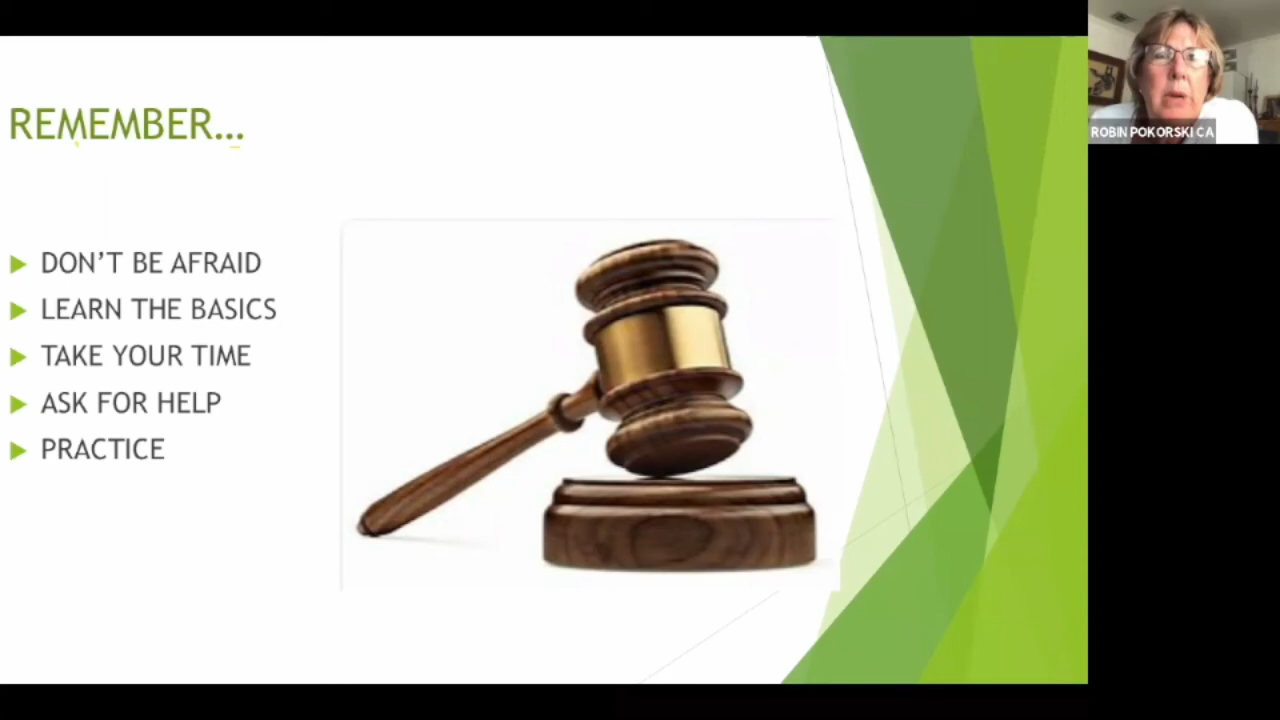 REMEMBER...
DON'T BE AFRAID
LEARN THE BASICS
TAKE YOUR TIME
ASK FOR HELP
PRACTICE
ROBIN POKORSKI CA